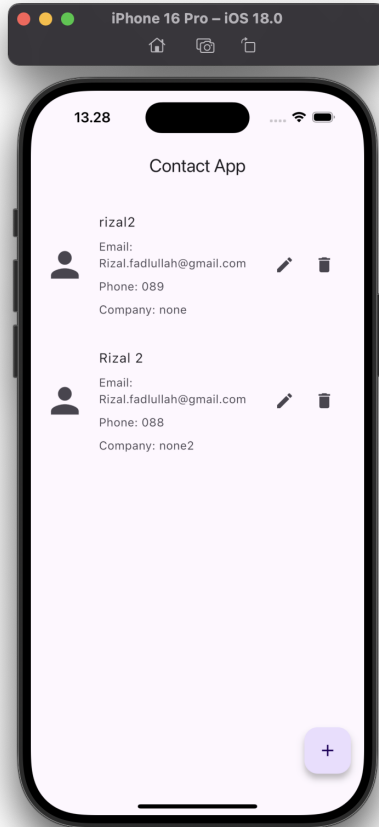 iPhone 16 Pro – iOS 18.0
13.28
Contact App
rizal2
Email:
Rizal.fadlullah@gmail.com
Phone: 089
Company: none
Rizal 2
Email:
Rizal.fadlullah@gmail.com
Phone: 088
Company: none2